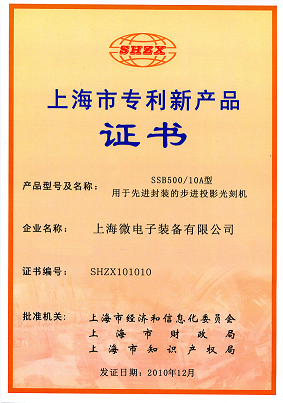 SHZX
上海市专利新产品
证书
SSB500/10A型
产品型号及名称：
用于先进封装的步进投影光刻机
企业名称： 上海微电子装备有限公司
证书编号： SHZX101010
批准机关： 上海市经济和信息化委员会
上海市财政局
上海市知识产权局
发证日期：2010年12月